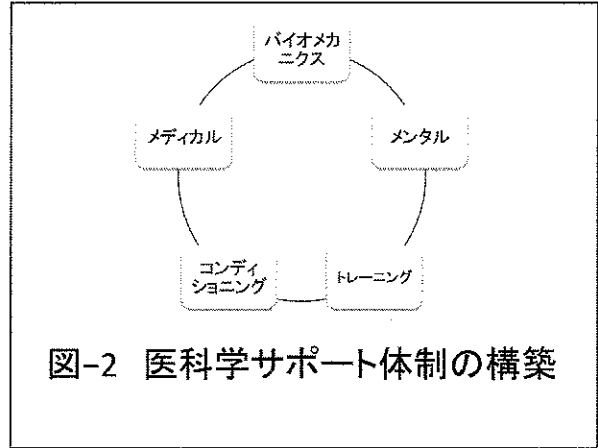 バイオメカ
ニクス
メディカル
メンタル
コンディ
ショニング
トレーニング
図-2 医科学サポート体制の構築